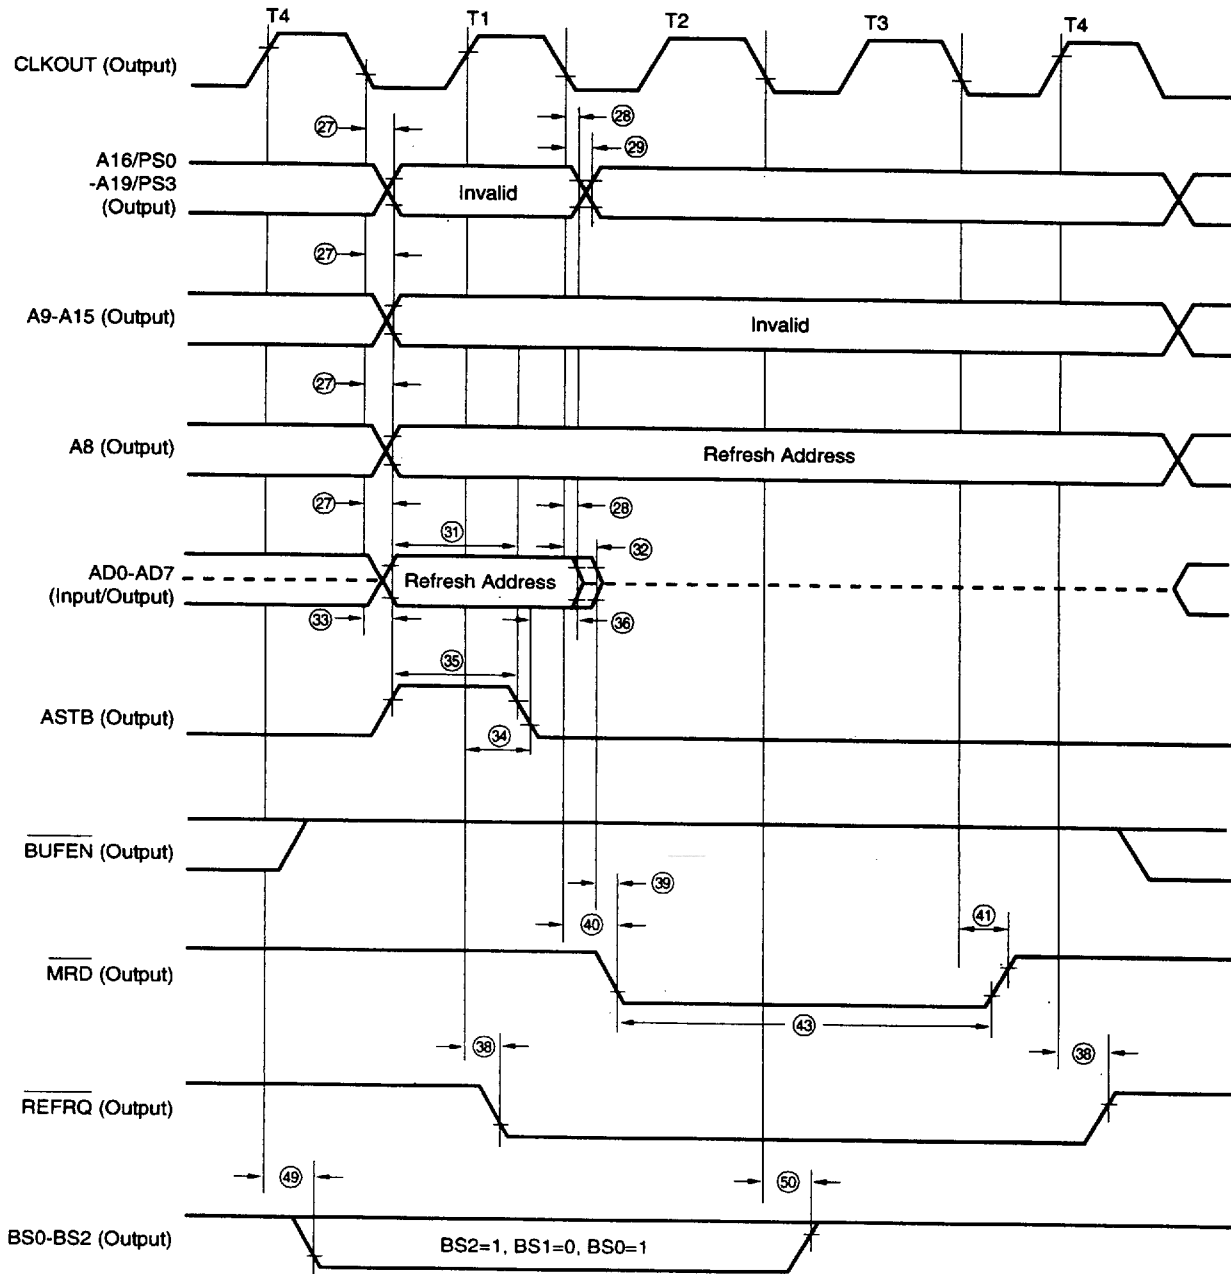 T4 T1 T2 T3 T4
CLKOUT (Output)
27 28
29
A16/PS0
-A19/PS3
(Output)
Invalid
27
A9-A15 (Output)
Invalid
27
A8 (Output)
Refresh Address
27 28
31
32
AD0-AD7
(Input/Output)
Refresh Address
33 36
35
ASTB (Output)
34
BUFEN (Output)
39
40 41
MRD (Output)
43
38 38
REFRQ (Output)
49 50
BS0-BS2 (Output)
BS2=1, BS1=0, BS0=1